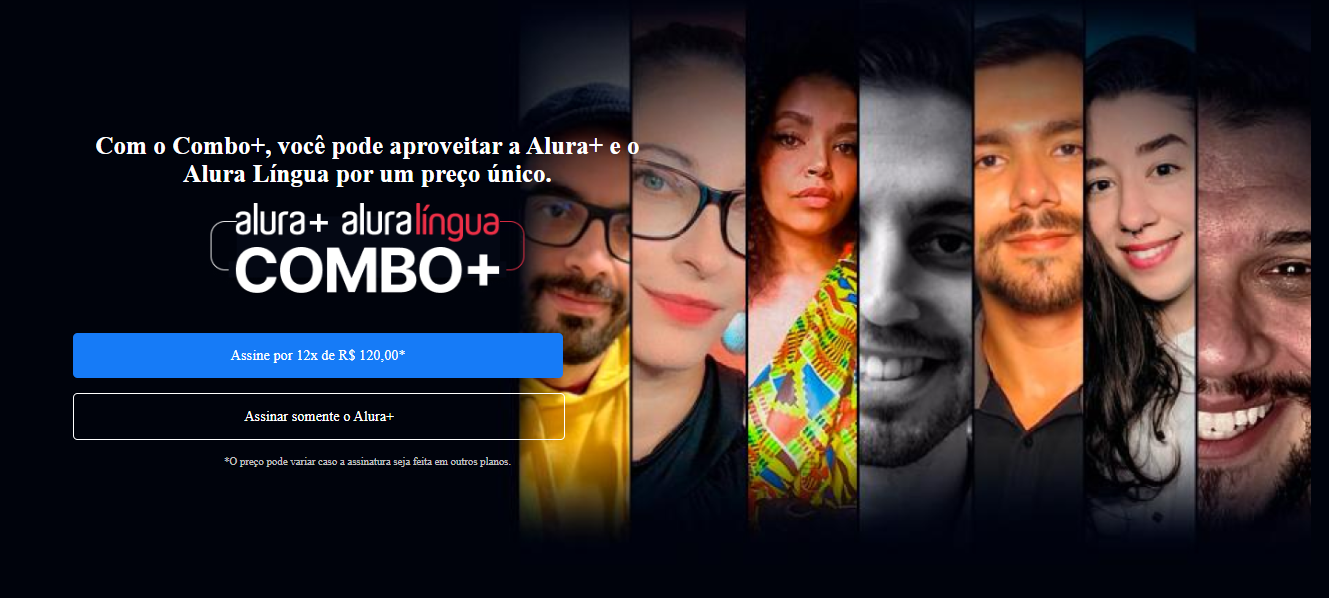 Com o Combo+, você pode aproveitar a Alura+ e o
Alura Língua por um preço único.
alura+ aluralíngua
COMBO+
Assine por 12x de R$ 120,00*
Assinar somente o Alura+
*O preço pode variar caso a assinatura seja feita em outros planos.